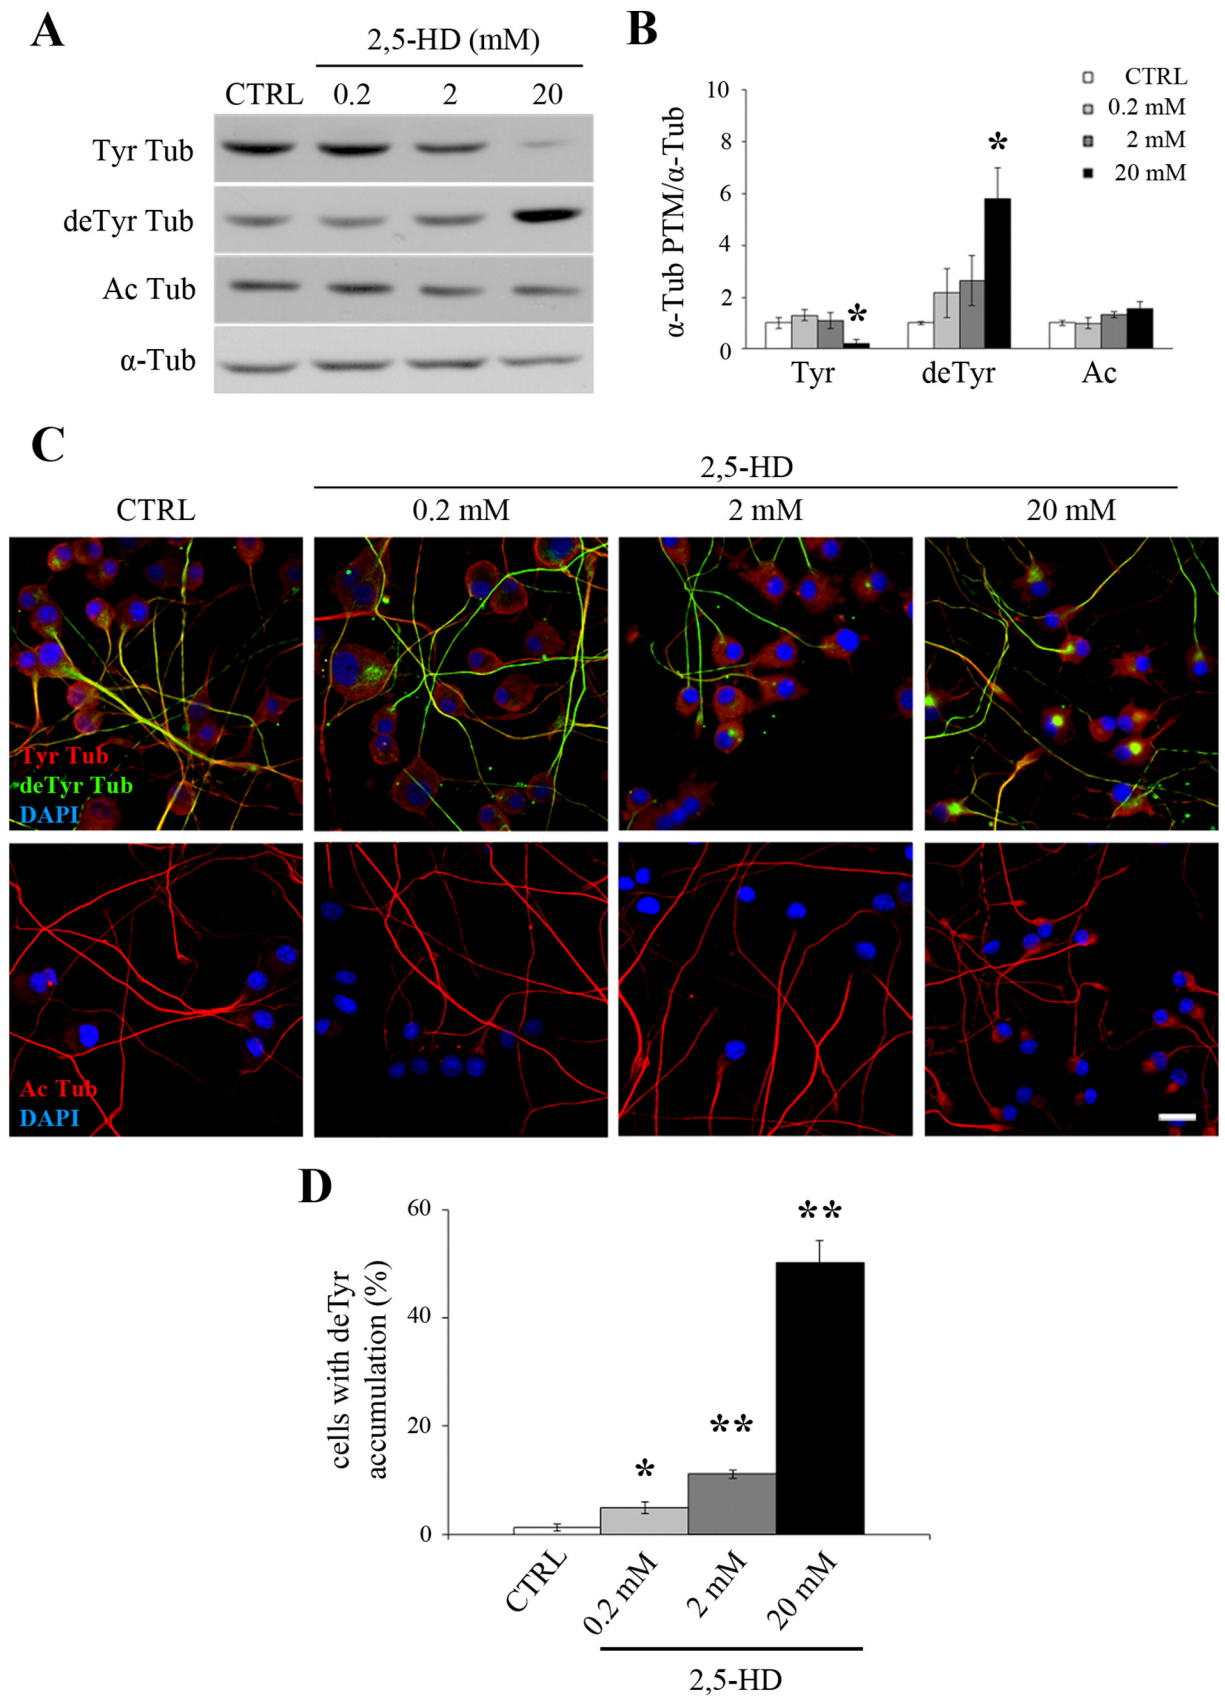 A
2,5-HD (mM)
CTRL 0.2 2 20
Tyr Tub
deTyr Tub
Ac Tub
α-Tub
B
α-Tub PTM/α-Tub
10
8
6
4
2
0
*
*
CTRL
0.2 mM
2 mM
20 mM
Tyr deTyr Ac
C
2,5-HD
CTRL 0.2 mM 2 mM 20 mM
Tyr Tub
deTyr Tub
DAPI
Ac Tub
DAPI
D
cells with deTyr
accumulation (%)
60
40
20
0
*
**
**
CTRL
0.2 mM
2 mM
20 mM
2,5-HD